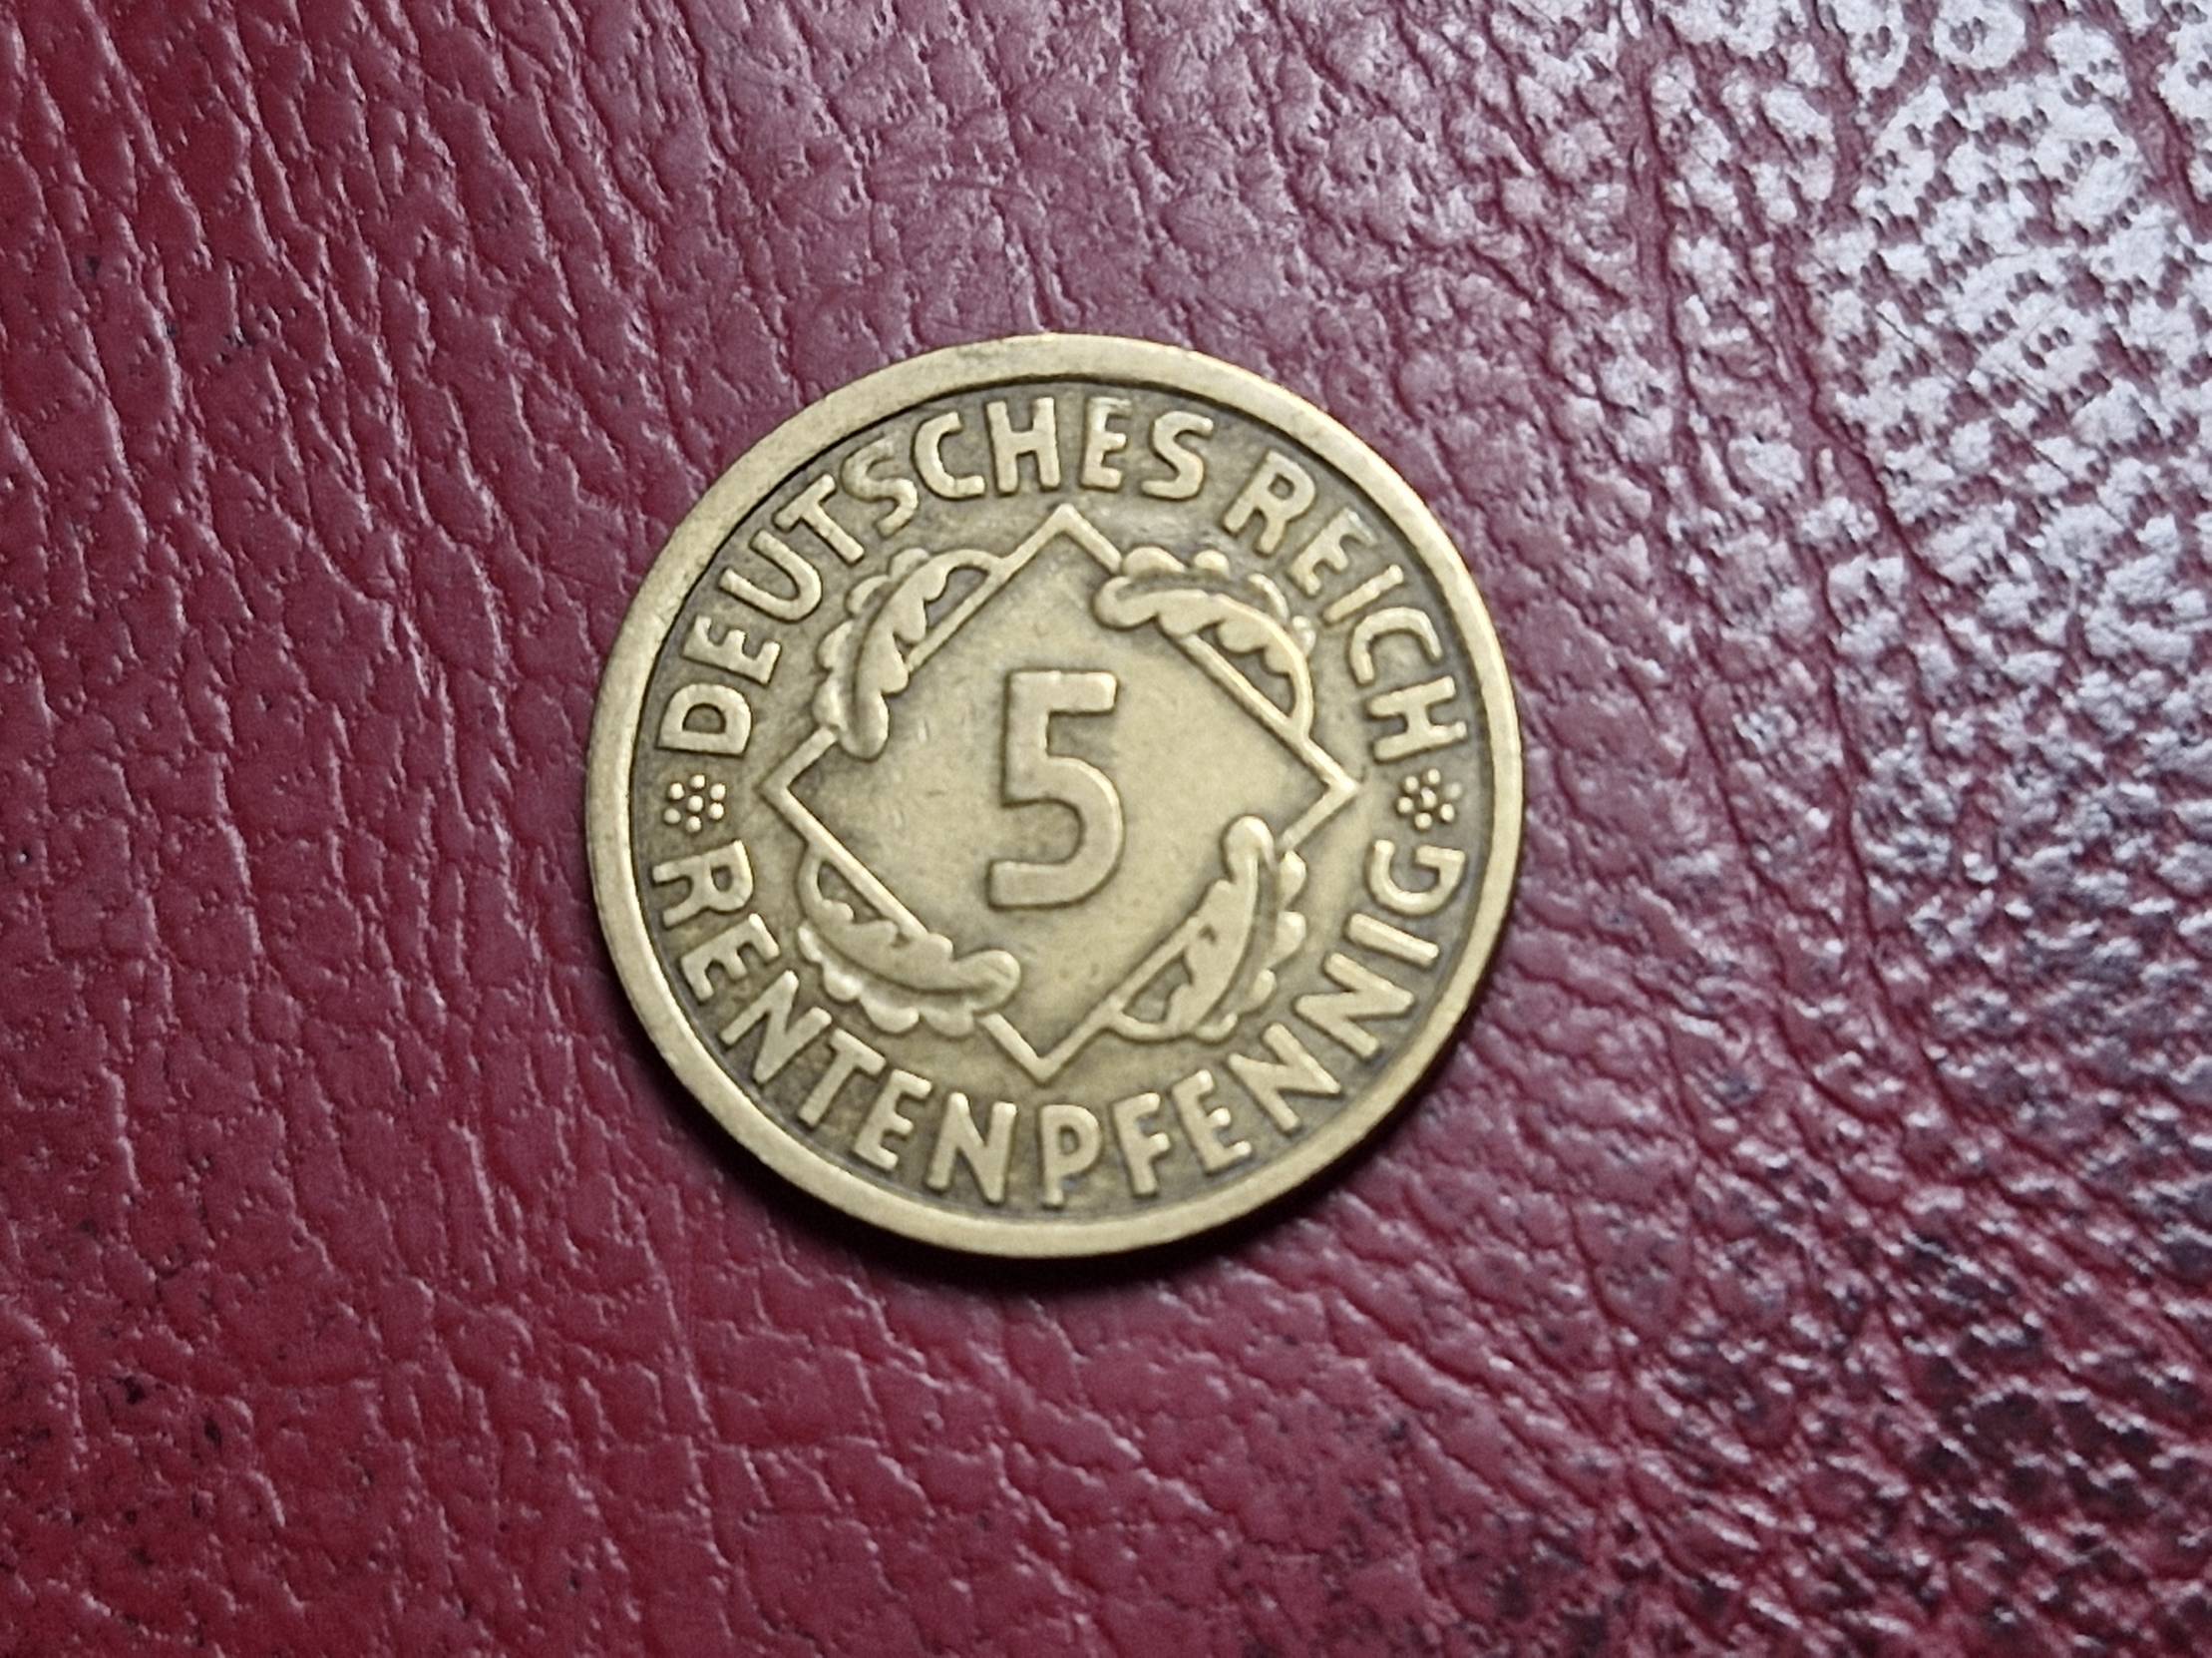 DEUTSCHES REICH
5
RENTENPFENNIG